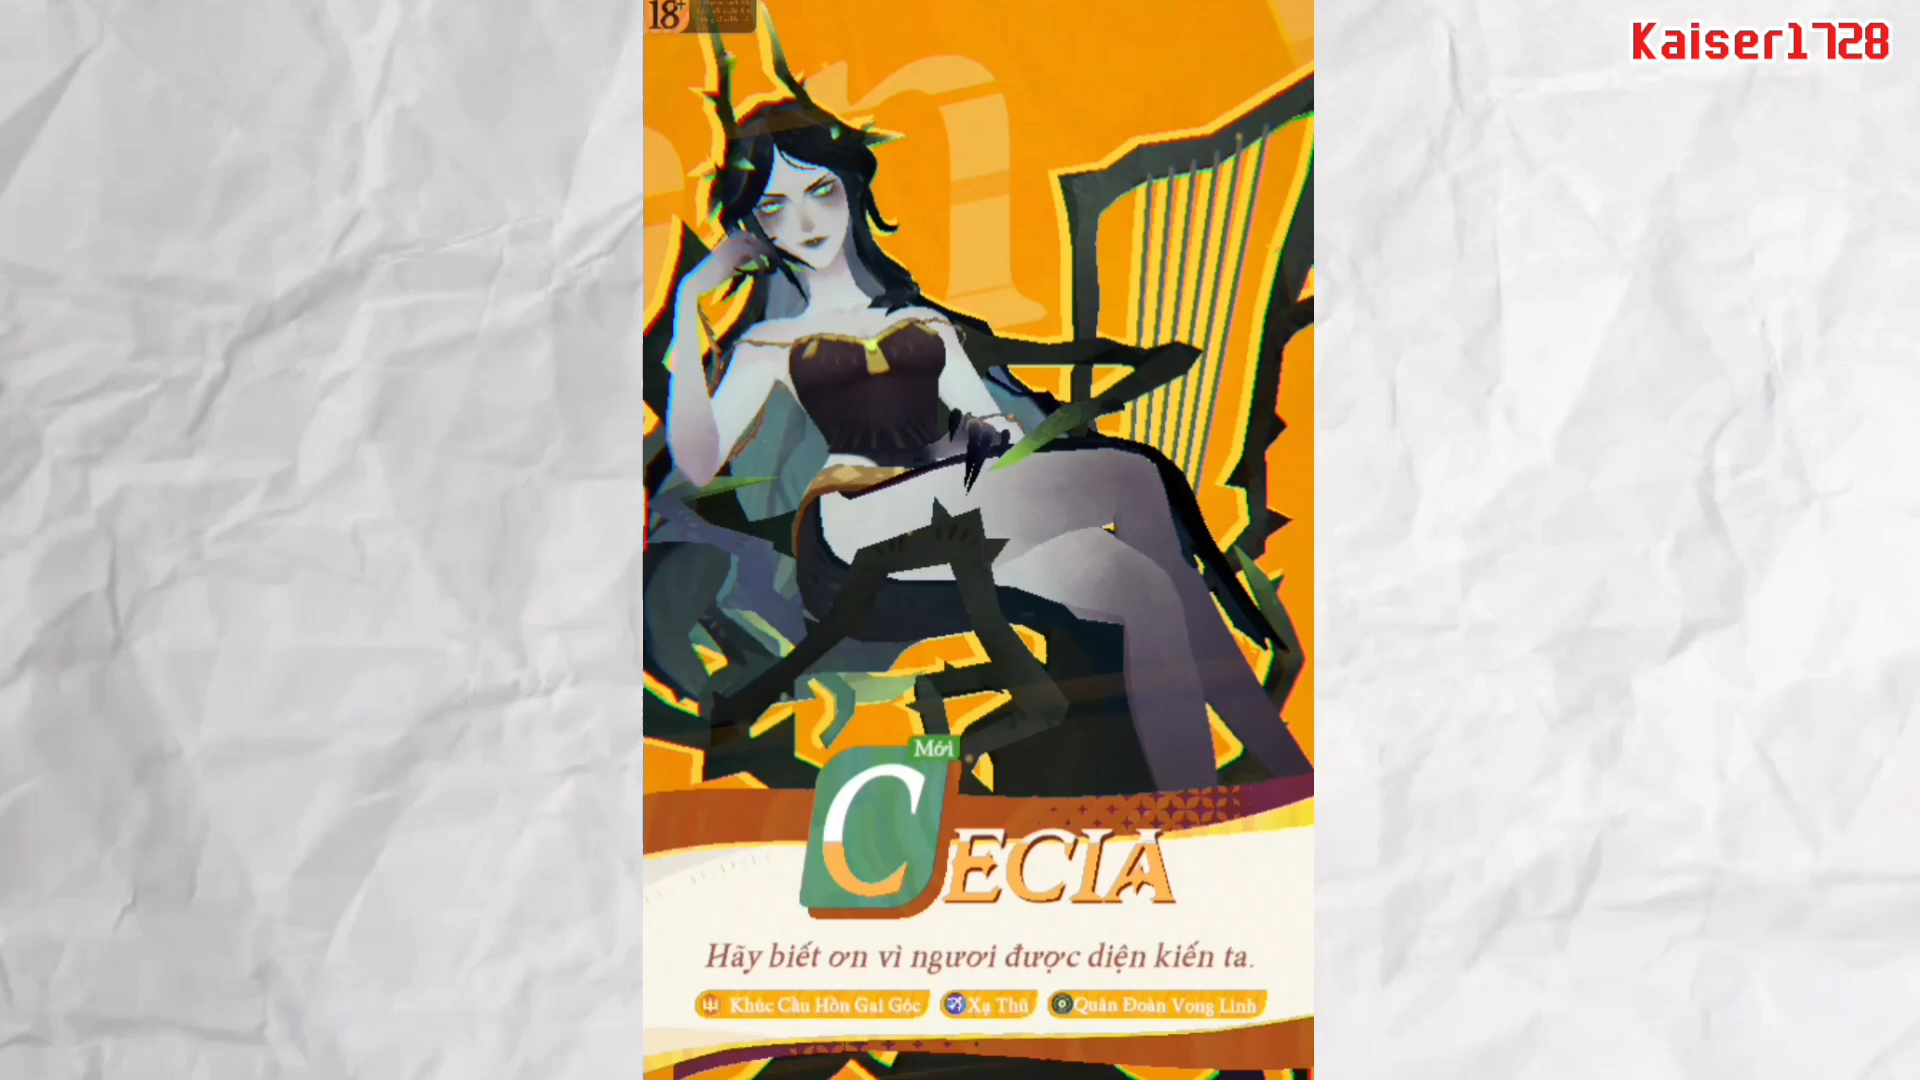 18+
Kaiser1728
n
Mới
CECIA
Hãy biết ơn vì ngươi được diện kiến ta.
Khúc Cầu Hồn Gai Góc Xạ Thủ Quân Đoàn Vong Linh